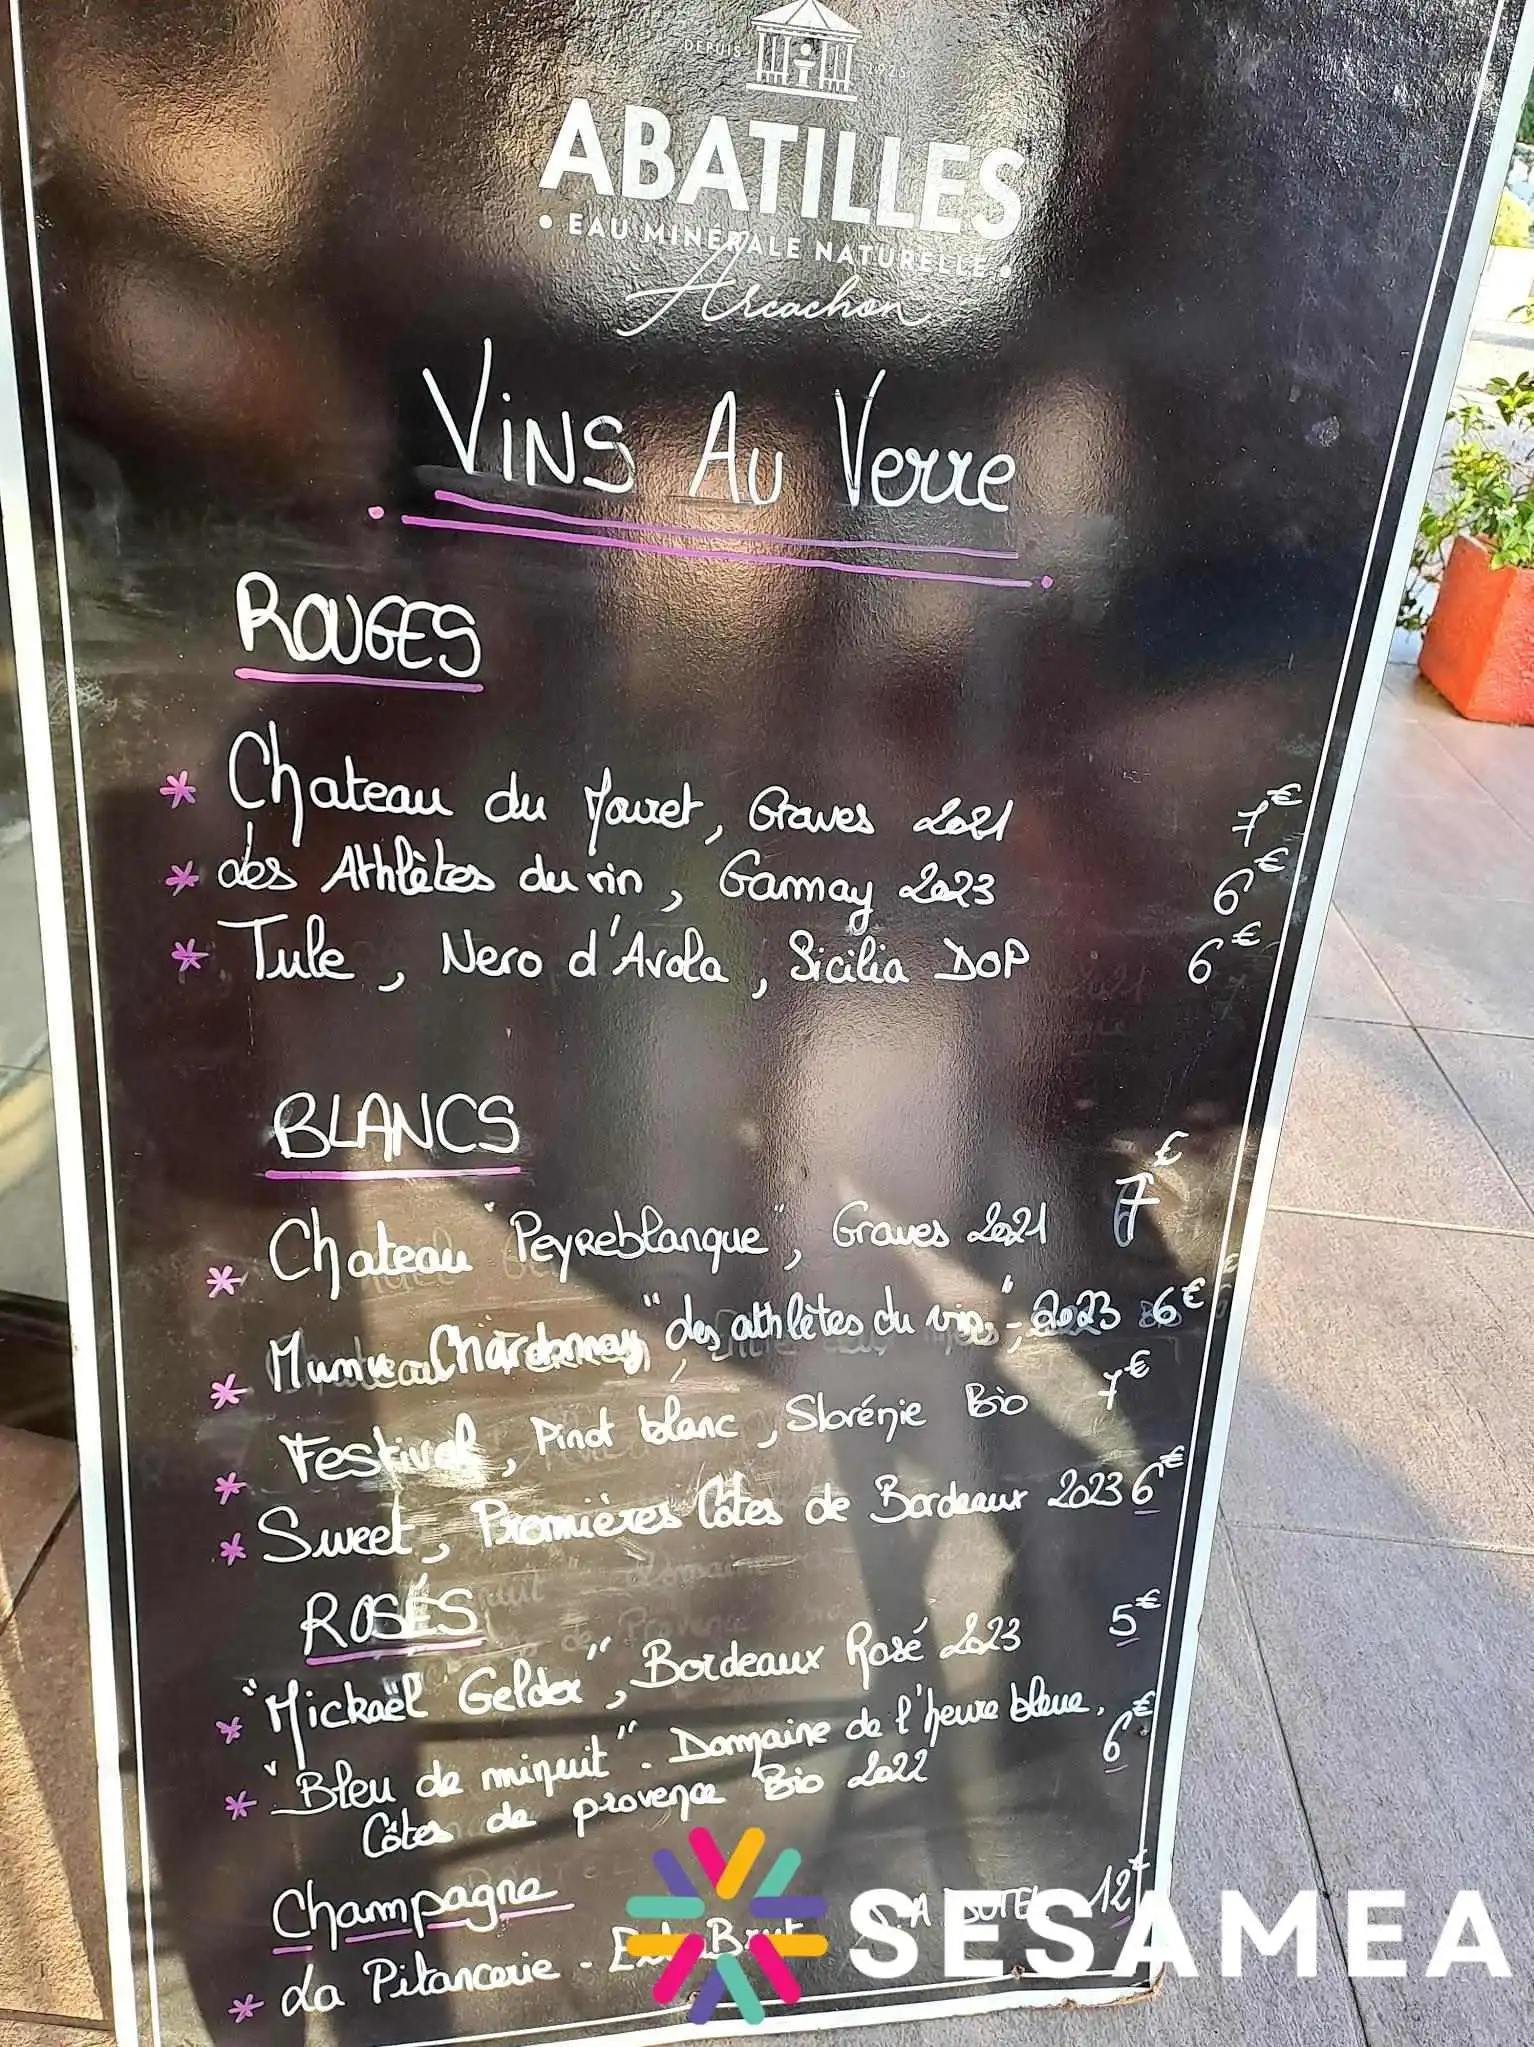 DEPUIS 1925
ABATILLES
• EAU MINERALE NATURELLE •
Arcachon
Vins Au Verre
ROUGES
* Chateau du Mouret, Graves 2021 7€
* des Athlètes du vin, Gamay 2023 6€
* Tule, Nero d'Avola, Sicilia DOP 6€
BLANCS
* Chateau "Peyreblanque", Graves 2021 7€
* Chardonnay "des athlètes du vin", 2023 6€
* Festival, Pinot blanc, Slovénie Bio 7€
* Sweet, Premières Côtes de Bordeaux 2023 6€
ROSÉS
* "Mickaël Gelder", Bordeaux Rosé 2023 5€
* "Bleu de minuit". Domaine de l'heure bleue, 6€
Côtes de provence Bio 2022
Champagne
* La Pitancerie - Brut 12€
SESAMEA